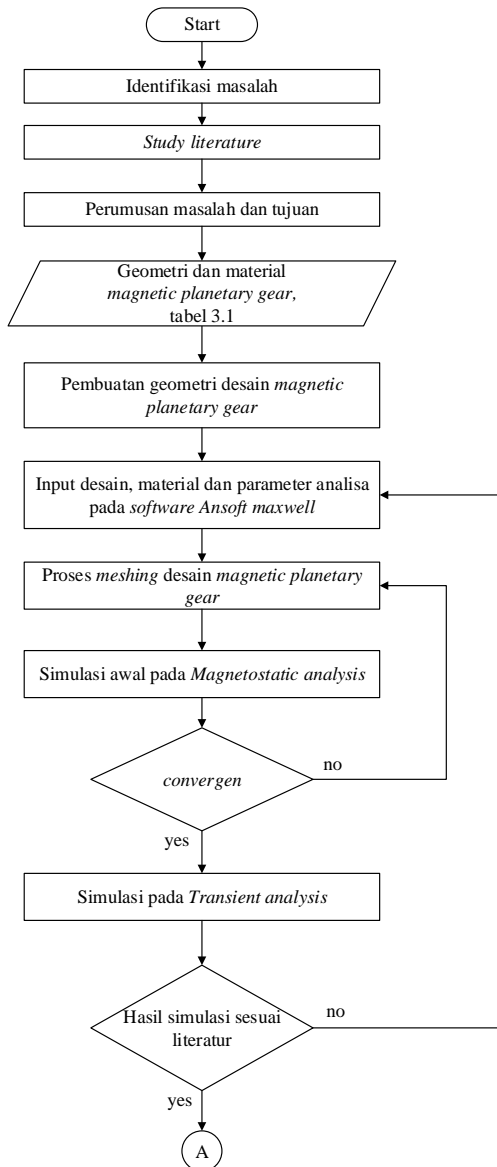 Start
Identifikasi masalah
Study literature
Perumusan masalah dan tujuan
Geometri dan material
magnetic planetary gear,
tabel 3.1
Pembuatan geometri desain magnetic
planetary gear
Input desain, material dan parameter analisa
pada software Ansoft maxwell
Proses meshing desain magnetic planetary
gear
Simulasi awal pada Magnetostatic analysis
convergen
no
yes
Simulasi pada Transient analysis
Hasil simulasi sesuai
literatur
no
yes
A